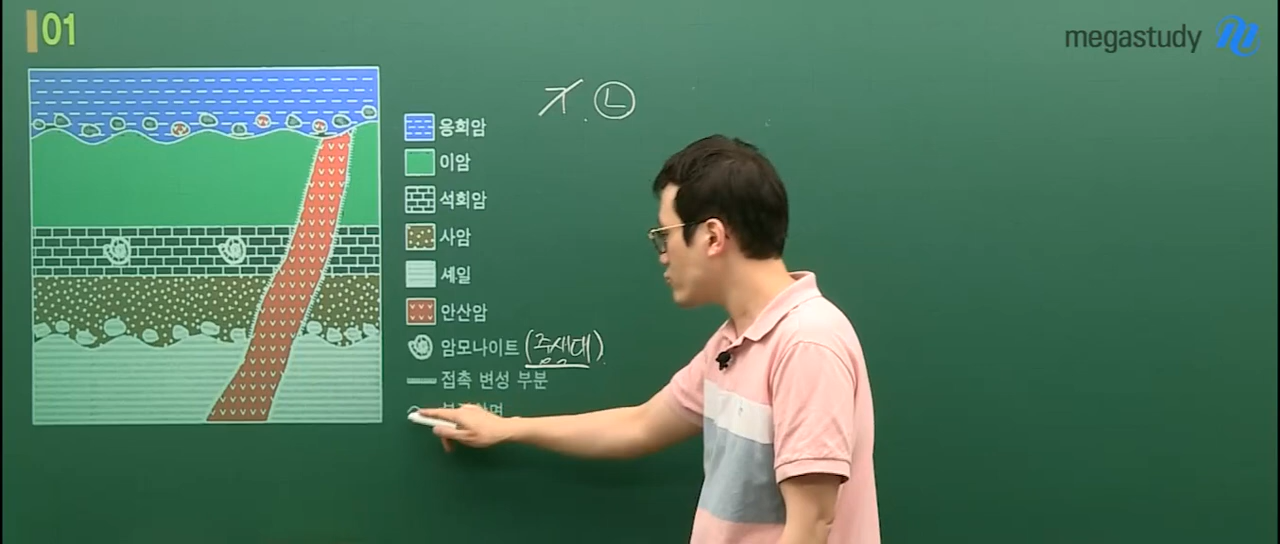 01
megastudy
ㄱ. ㄴ
응회암
이암
석회암
사암
셰일
안산암
암모나이트 (중생대).
접촉 변성 부분